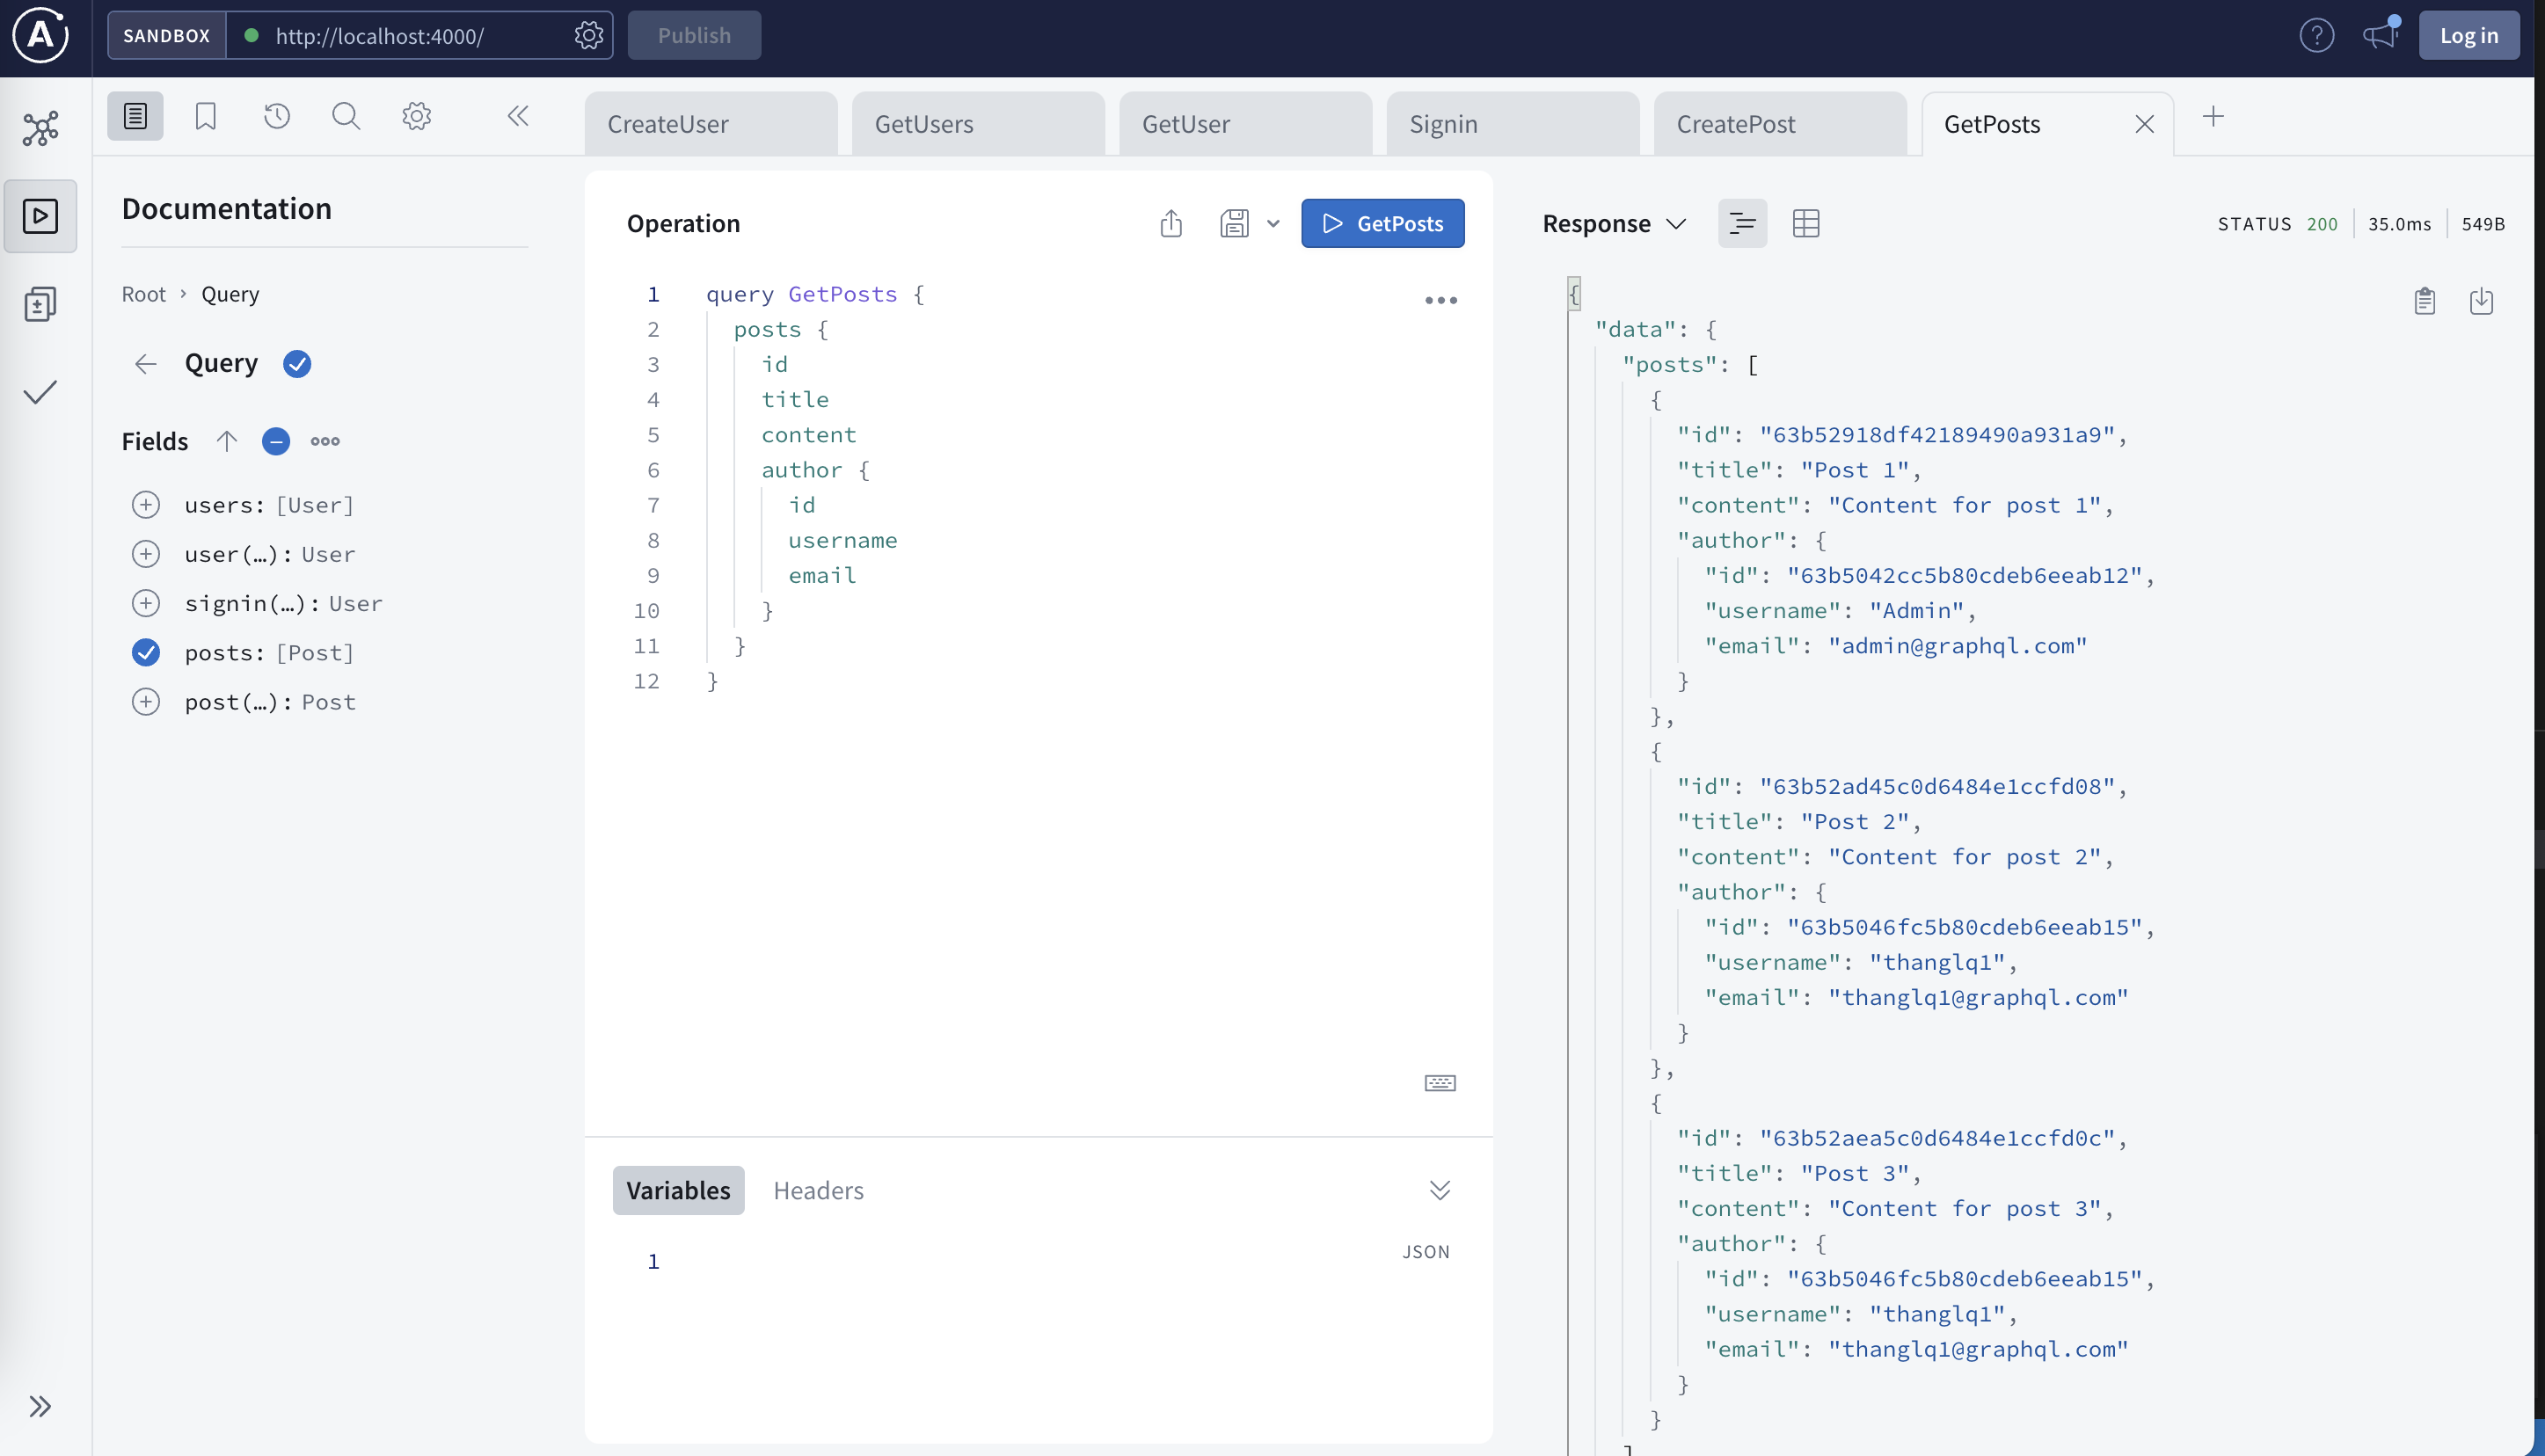 A SANDBOX http://localhost:4000/ Publish ? Log in
CreateUser GetUsers GetUser Signin CreatePost GetPosts
Documentation
Root › Query
Query
Fields
users: [User]
user(…): User
signin(…): User
posts: [Post]
post(…): Post
Operation GetPosts
1 query GetPosts {
2 posts {
3 id
4 title
5 content
6 author {
7 id
8 username
9 email
10 }
11 }
12 }
Variables Headers
JSON
1
Response STATUS 200 35.0ms 549B
{
"data": {
"posts": [
{
"id": "63b52918df42189490a931a9",
"title": "Post 1",
"content": "Content for post 1",
"author": {
"id": "63b5042cc5b80cdeb6eeab12",
"username": "Admin",
"email": "admin@graphql.com"
}
},
{
"id": "63b52ad45c0d6484e1ccfd08",
"title": "Post 2",
"content": "Content for post 2",
"author": {
"id": "63b5046fc5b80cdeb6eeab15",
"username": "thanglq1",
"email": "thanglq1@graphql.com"
}
},
{
"id": "63b52aea5c0d6484e1ccfd0c",
"title": "Post 3",
"content": "Content for post 3",
"author": {
"id": "63b5046fc5b80cdeb6eeab15",
"username": "thanglq1",
"email": "thanglq1@graphql.com"
}
}
]